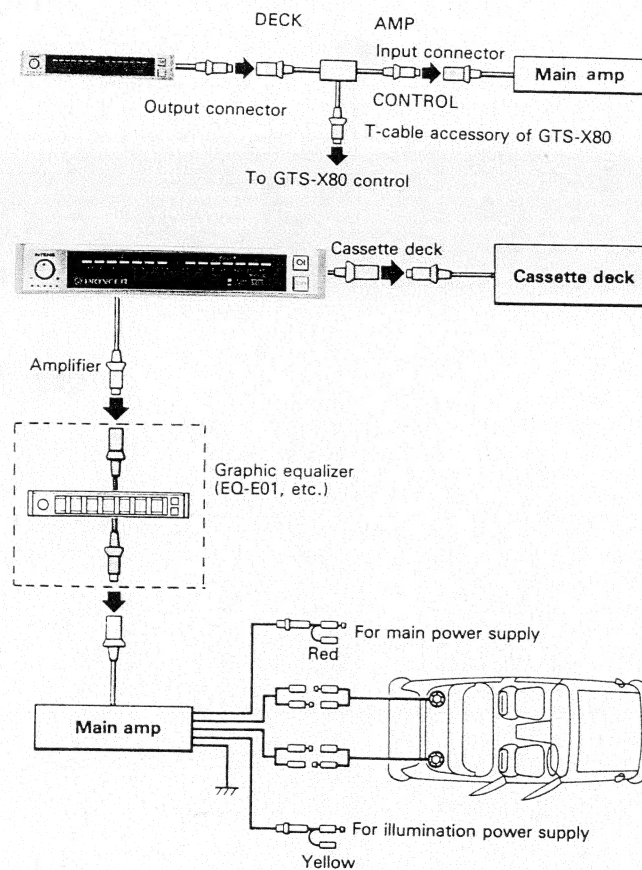 DECK
AMP
Input connector
Main amp
Output connector
CONTROL
T-cable accessory of GTS-X80
To GTS-X80 control
PIONEER
Cassette deck
Cassette deck
Amplifier
Graphic equalizer
(EQ-E01, etc.)
For main power supply
Red
Main amp
For illumination power supply
Yellow